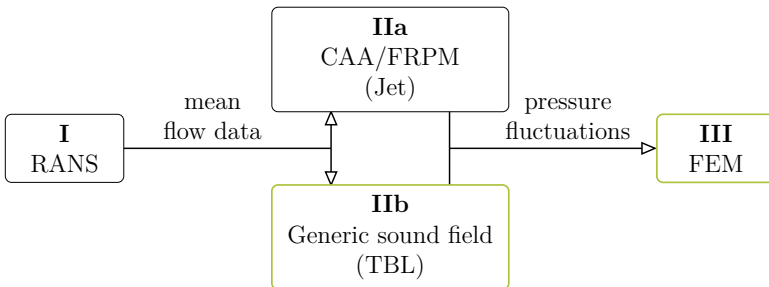 IIa
CAA/FRPM
(Jet)
mean
flow data
pressure
fluctuations
I
RANS
III
FEM
IIb
Generic sound field
(TBL)